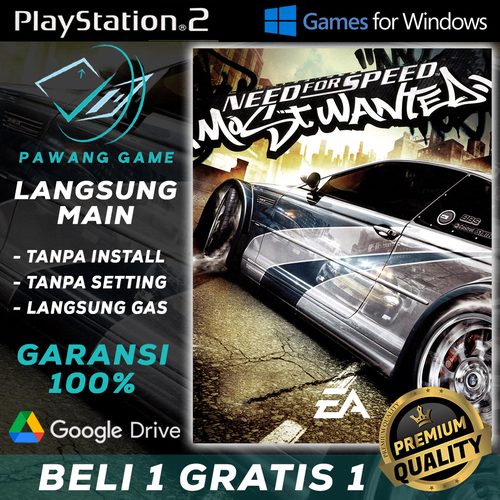 PlayStation®2
Games for Windows
PAWANG GAME
LANGSUNG
MAIN
- TANPA INSTALL
- TANPA SETTING
- LANGSUNG GAS
GARANSI
100%
Google Drive
NEED FOR SPEED
MOST WANTED
EA
PREMIUM
QUALITY
BELI 1 GRATIS 1